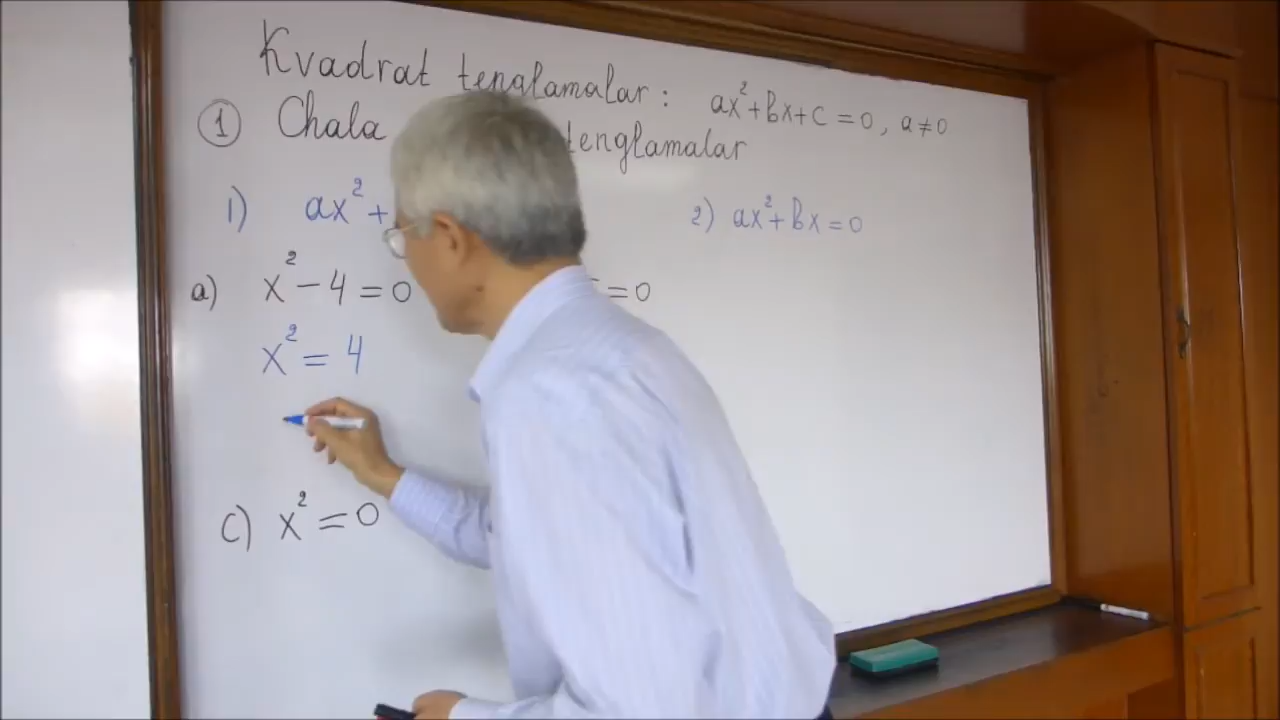 Kvadrat tenglamalar: ax²+bx+c=0, a≠0
① Chala tenglamalar
1) ax²+
2) ax²+bx=0
a) x²-4=0
=0
x²=4
c) x²=0